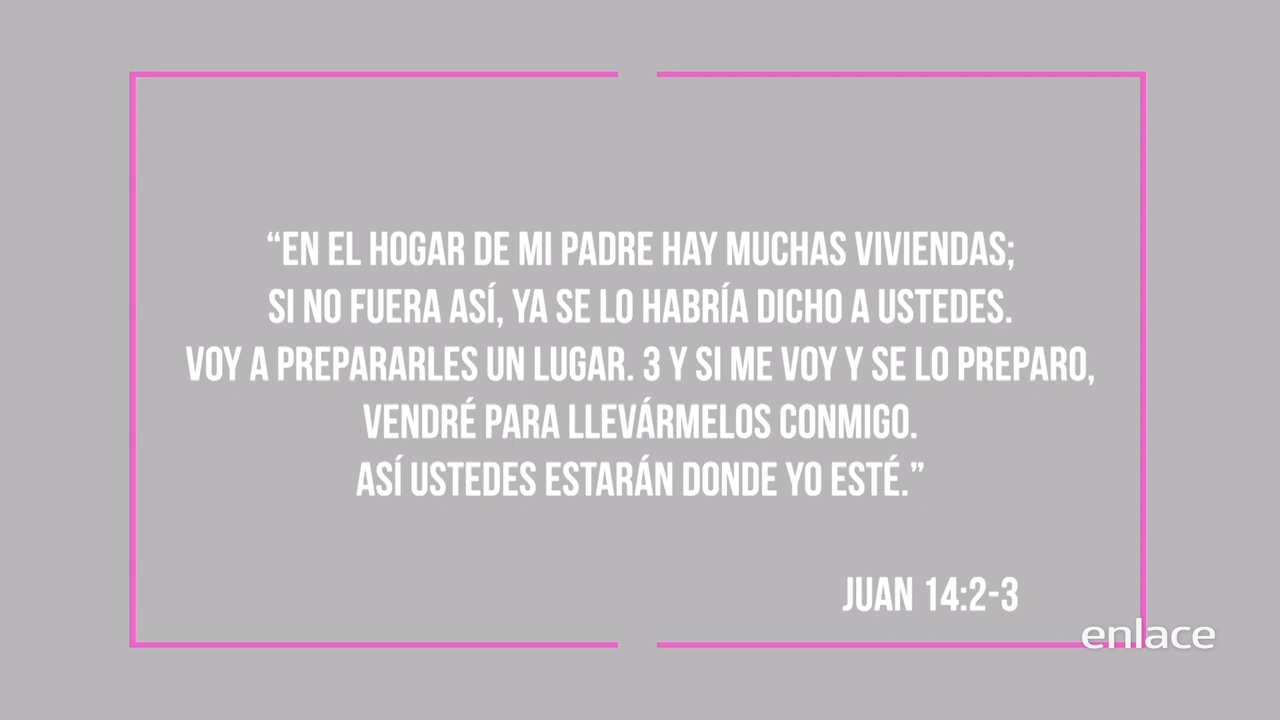 “EN EL HOGAR DE MI PADRE HAY MUCHAS VIVIENDAS;
SI NO FUERA ASÍ, YA SE LO HABRÍA DICHO A USTEDES.
VOY A PREPARARLES UN LUGAR. 3 Y SI ME VOY Y SE LO PREPARO,
VENDRÉ PARA LLEVÁRMELOS CONMIGO.
ASÍ USTEDES ESTARÁN DONDE YO ESTÉ.”
JUAN 14:2-3
enlace